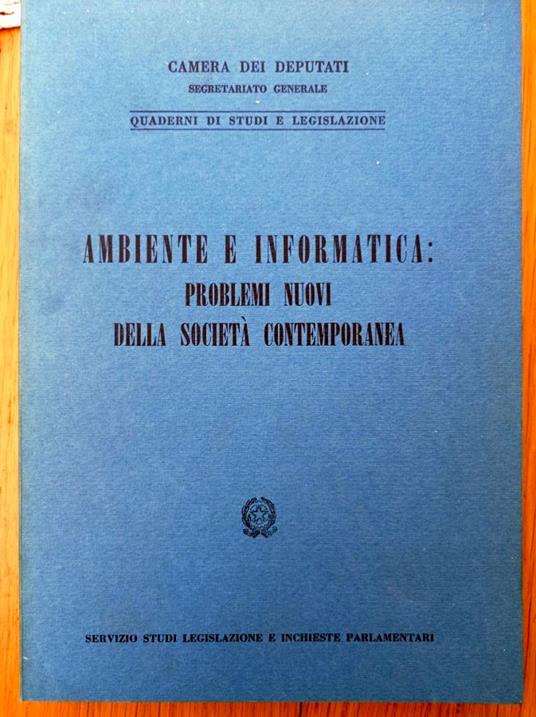 CAMERA DEI DEPUTATI
SEGRETARIATO GENERALE
QUADERNI DI STUDI E LEGISLAZIONE
AMBIENTE E INFORMATICA:
PROBLEMI NUOVI
DELLA SOCIETÀ CONTEMPORANEA
SERVIZIO STUDI LEGISLAZIONE E INCHIESTE PARLAMENTARI